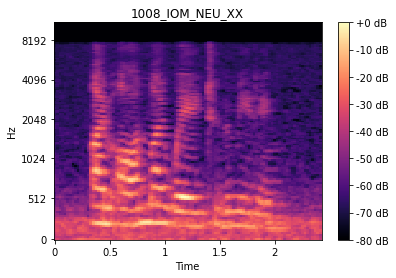 1008_IOM_NEU_XX
+0 dB
8192
-10 dB
4096
-20 dB
-30 dB
2048
-40 dB
Hz
1024
-50 dB
512
-60 dB
-70 dB
0
-80 dB
0 0.5 1 1.5 2
Time